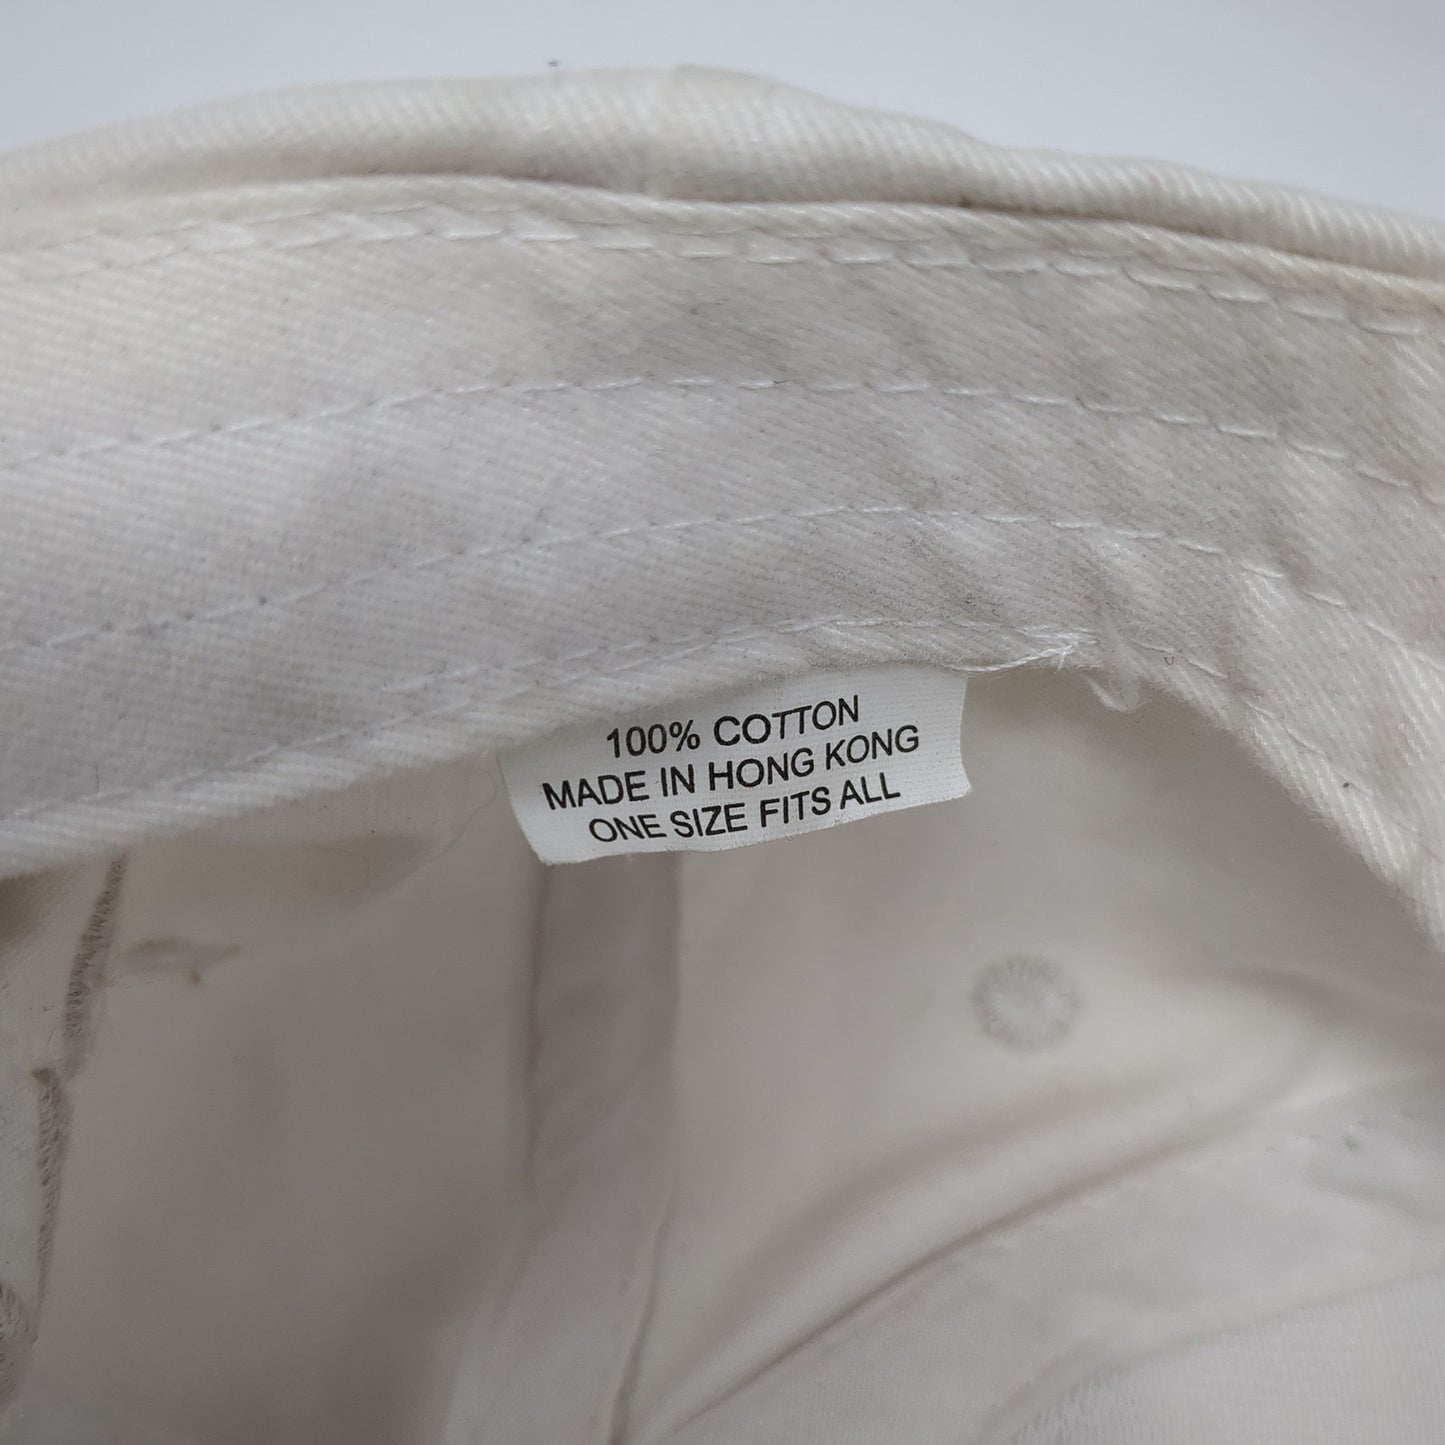 100% COTTON
MADE IN HONG KONG
ONE SIZE FITS ALL